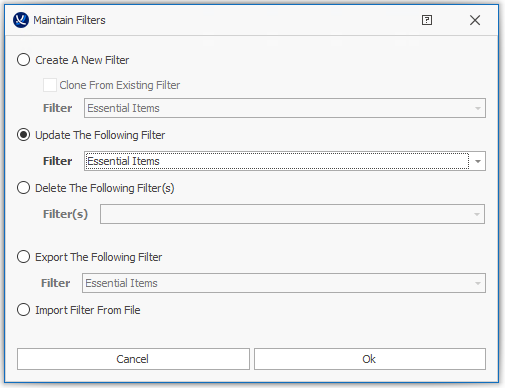 Maintain Filters
Create A New Filter
Clone From Existing Filter
Filter Essential Items
Update The Following Filter
Filter Essential Items
Delete The Following Filter(s)
Filter(s)
Export The Following Filter
Filter Essential Items
Import Filter From File
Cancel Ok